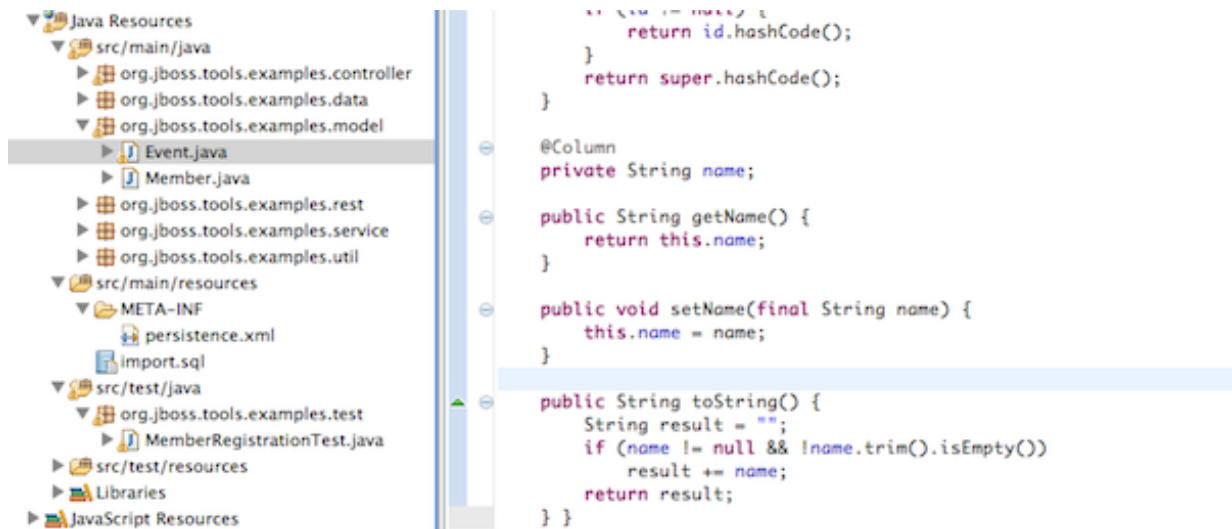 Java Resources
src/main/java
org.jboss.tools.examples.controller
org.jboss.tools.examples.data
org.jboss.tools.examples.model
Event.java
Member.java
org.jboss.tools.examples.rest
org.jboss.tools.examples.service
org.jboss.tools.examples.util
src/main/resources
META-INF
persistence.xml
import.sql
src/test/java
org.jboss.tools.examples.test
MemberRegistrationTest.java
src/test/resources
Libraries
JavaScript Resources
if (id != null) {
return id.hashCode();
}
return super.hashCode();
}
@Column
private String name;
public String getName() {
return this.name;
}
public void setName(final String name) {
this.name = name;
}
public String toString() {
String result = "";
if (name != null && !name.trim().isEmpty())
result += name;
return result;
} }